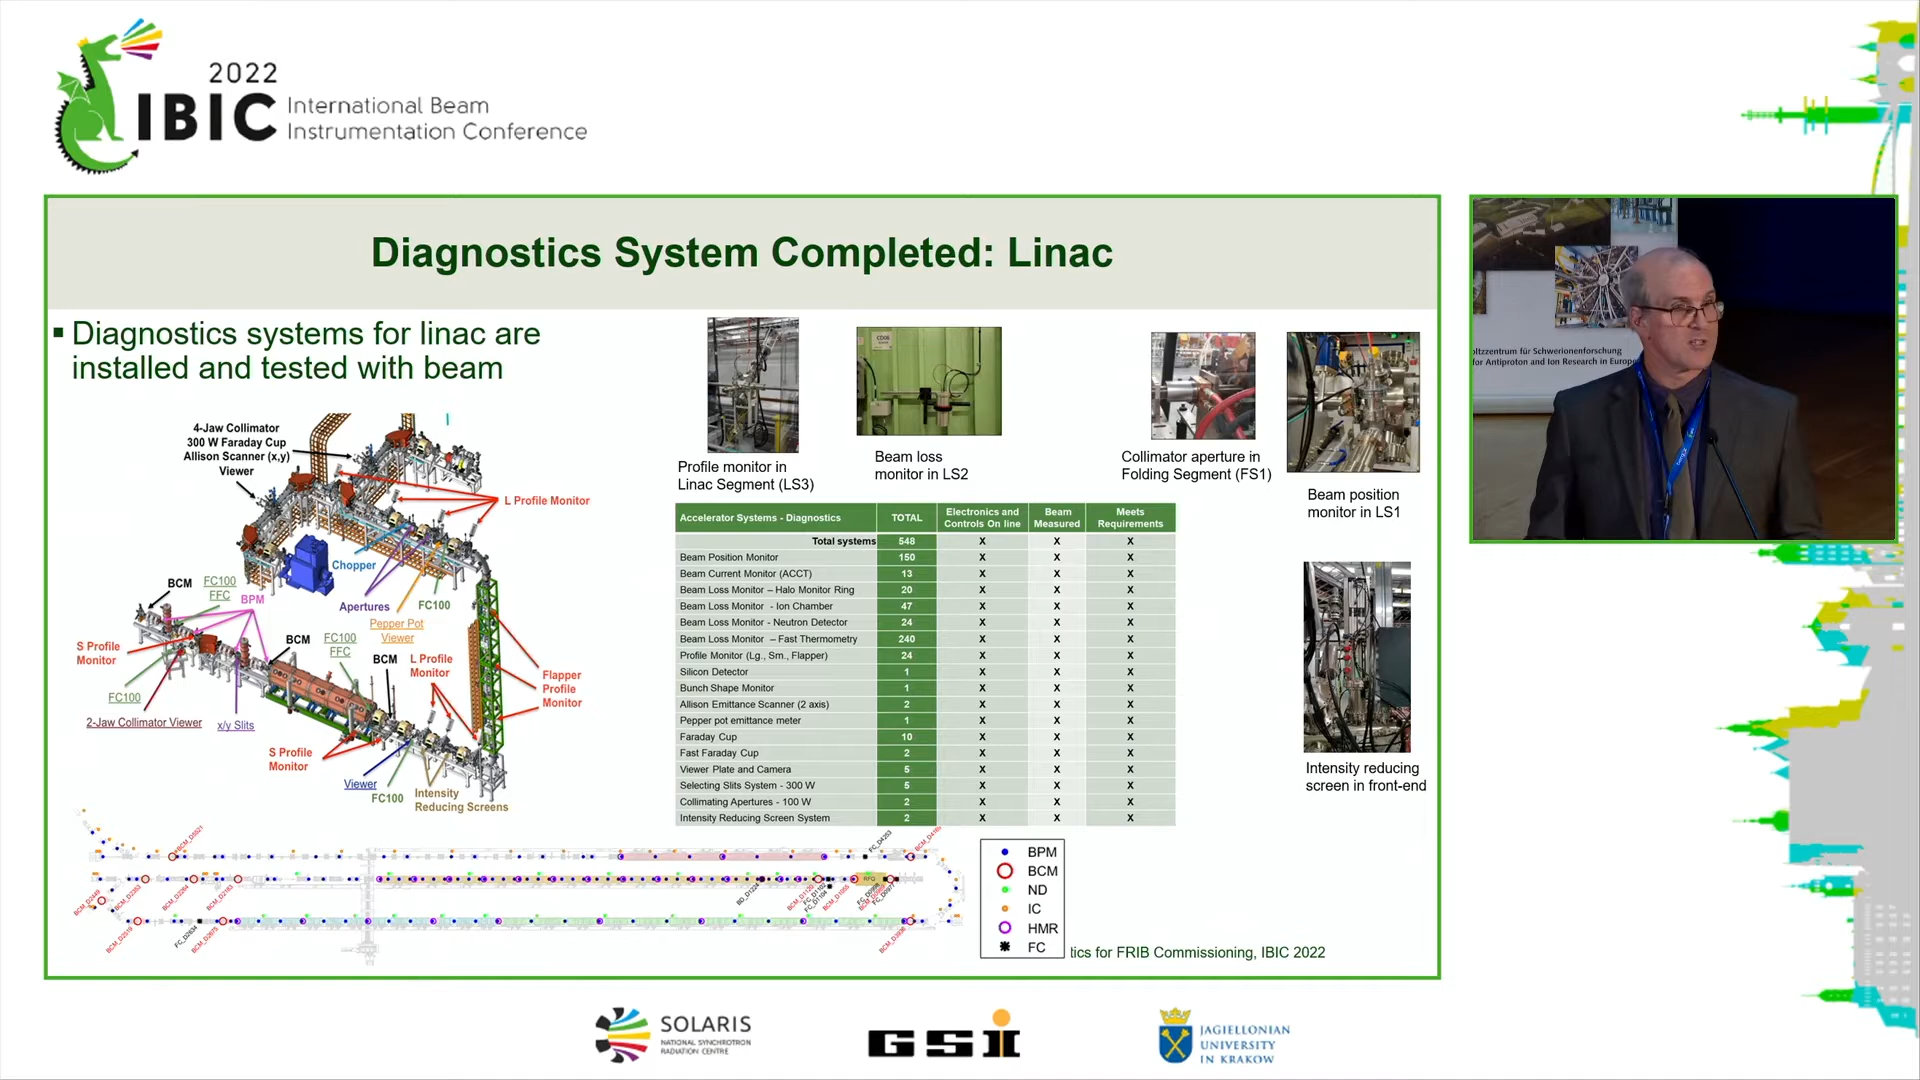 2022
IBIC
International Beam
Instrumentation Conference
Diagnostics System Completed: Linac
▪ Diagnostics systems for linac are
installed and tested with beam
4-Jaw Collimator
300 W Faraday Cup
Allison Scanner (x,y)
Viewer
L Profile Monitor
Chopper
Apertures
FC100
Pepper Pot
Viewer
BCM
FC100
FFC
BPM
S Profile
Monitor
FC100
2-Jaw Collimator Viewer
x/y Slits
BCM
FC100
FFC
BCM
L Profile
Monitor
Flapper
Profile
Monitor
S Profile
Monitor
Viewer
FC100
Intensity
Reducing Screens
Profile monitor in
Linac Segment (LS3)
Beam loss
monitor in LS2
Collimator aperture in
Folding Segment (FS1)
Beam position
monitor in LS1
Intensity reducing
screen in front-end
Accelerator Systems - Diagnostics TOTAL Electronics and Controls On line Beam Measured Meets Requirements
Total systems 548 X X X
Beam Position Monitor 150 X X X
Beam Current Monitor (ACCT) 13 X X X
Beam Loss Monitor – Halo Monitor Ring 20 X X X
Beam Loss Monitor - Ion Chamber 47 X X X
Beam Loss Monitor - Neutron Detector 24 X X X
Beam Loss Monitor – Fast Thermometry 240 X X X
Profile Monitor (Lg., Sm., Flapper) 24 X X X
Silicon Detector 1 X X X
Bunch Shape Monitor 1 X X X
Allison Emittance Scanner (2 axis) 2 X X X
Pepper pot emittance meter 1 X X X
Faraday Cup 10 X X X
Fast Faraday Cup 2 X X X
Viewer Plate and Camera 5 X X X
Selecting Slits System - 300 W 5 X X X
Collimating Apertures - 100 W 2 X X X
Intensity Reducing Screen System 2 X X X
RFQ
BPM
BCM
ND
IC
HMR
FC
tics for FRIB Commissioning, IBIC 2022
oltzzentrum für Schwerionenforschung
for Antiproton and Ion Research in Europe
SOLARIS
NATIONAL SYNCHROTRON
RADIATION CENTRE
GSI
JAGIELLONIAN
UNIVERSITY
IN KRAKOW